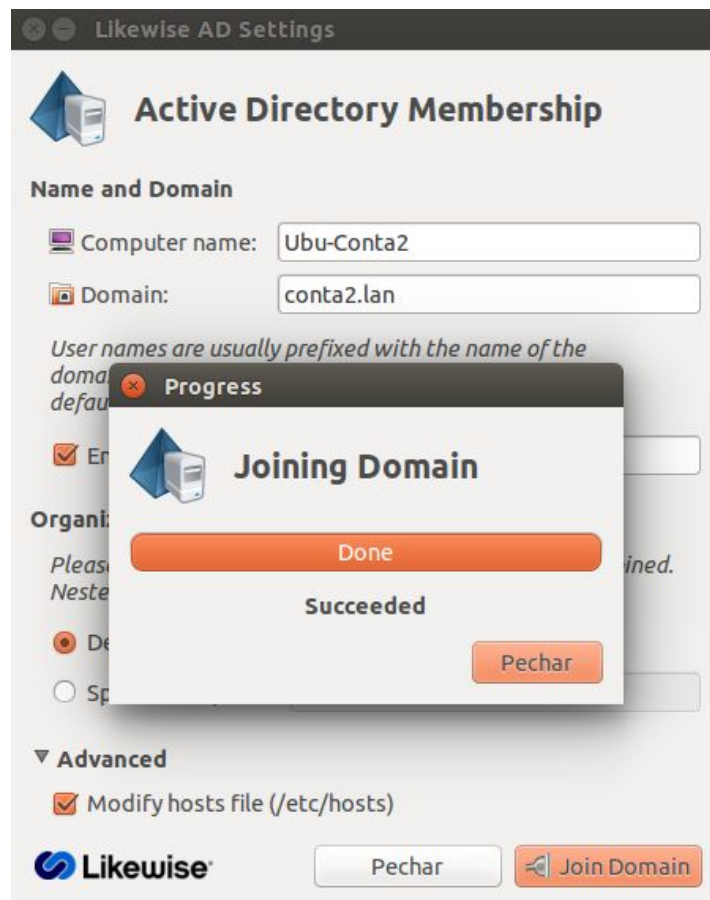 Likewise AD Settings
Active Directory Membership
Name and Domain
Computer name: Ubu-Conta2
Domain: conta2.lan
User names are usually prefixed with the name of the
Progress
Joining Domain
Organi
Done
ined.
Succeeded
Pechar
Advanced
Modify hosts file (/etc/hosts)
Likewise
Pechar
Join Domain